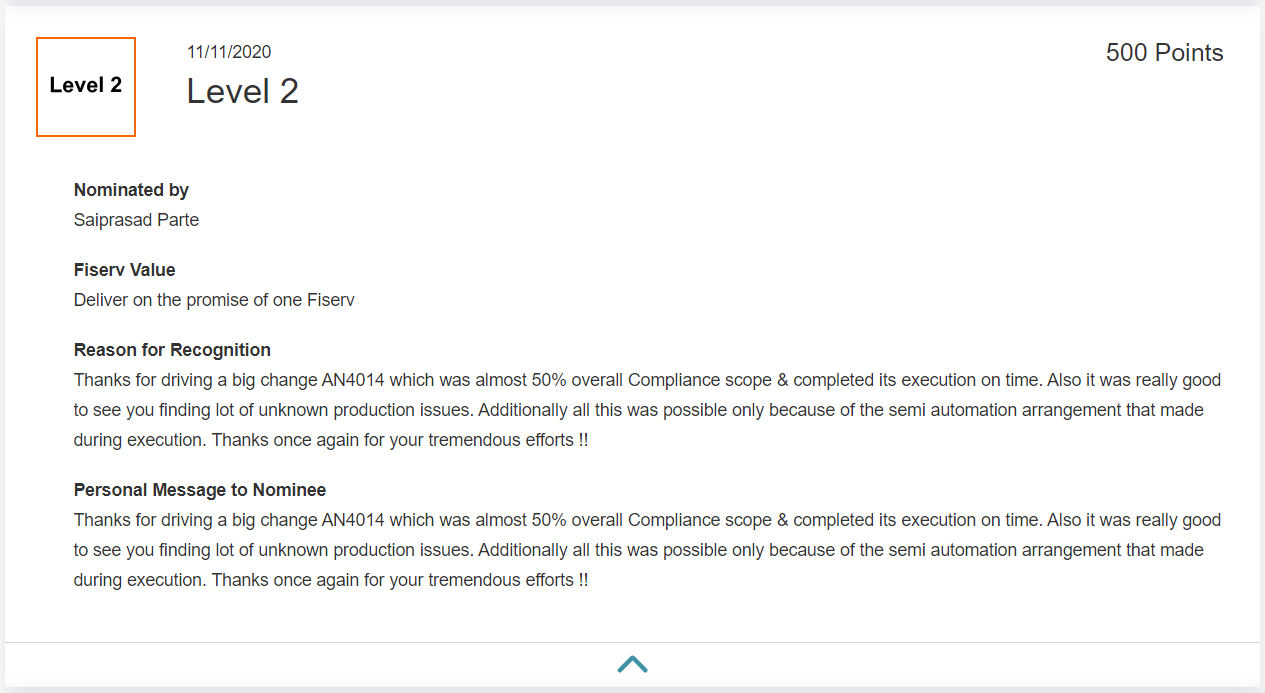 Level 2
11/11/2020
Level 2
500 Points
Nominated by
Saiprasad Parte
Fiserv Value
Deliver on the promise of one Fiserv
Reason for Recognition
Thanks for driving a big change AN4014 which was almost 50% overall Compliance scope & completed its execution on time. Also it was really good
to see you finding lot of unknown production issues. Additionally all this was possible only because of the semi automation arrangement that made
during execution. Thanks once again for your tremendous efforts !!
Personal Message to Nominee
Thanks for driving a big change AN4014 which was almost 50% overall Compliance scope & completed its execution on time. Also it was really good
to see you finding lot of unknown production issues. Additionally all this was possible only because of the semi automation arrangement that made
during execution. Thanks once again for your tremendous efforts !!